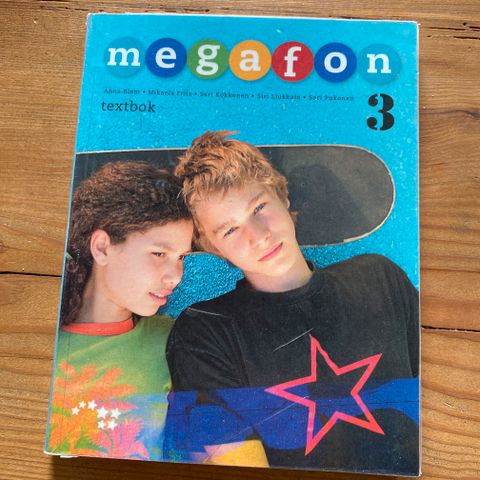 megafon
Anna Blom • Mikaela Friis • Sari Kokkonen • Siri Liukkala • Sari Pukonen
textbok
3